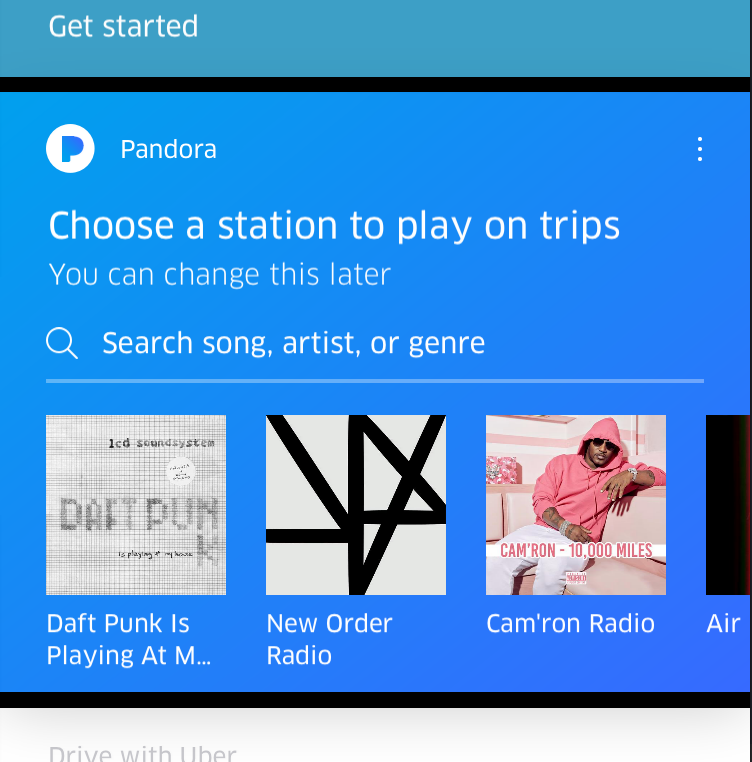 Get started
Pandora
Choose a station to play on trips
You can change this later
Search song, artist, or genre
lcd soundsystem
DAFT PUNK
is playing at my house
CAM'RON - 10,000 MILES
Daft Punk Is
Playing At M...
New Order
Radio
Cam'ron Radio
Air
Drive with Uber